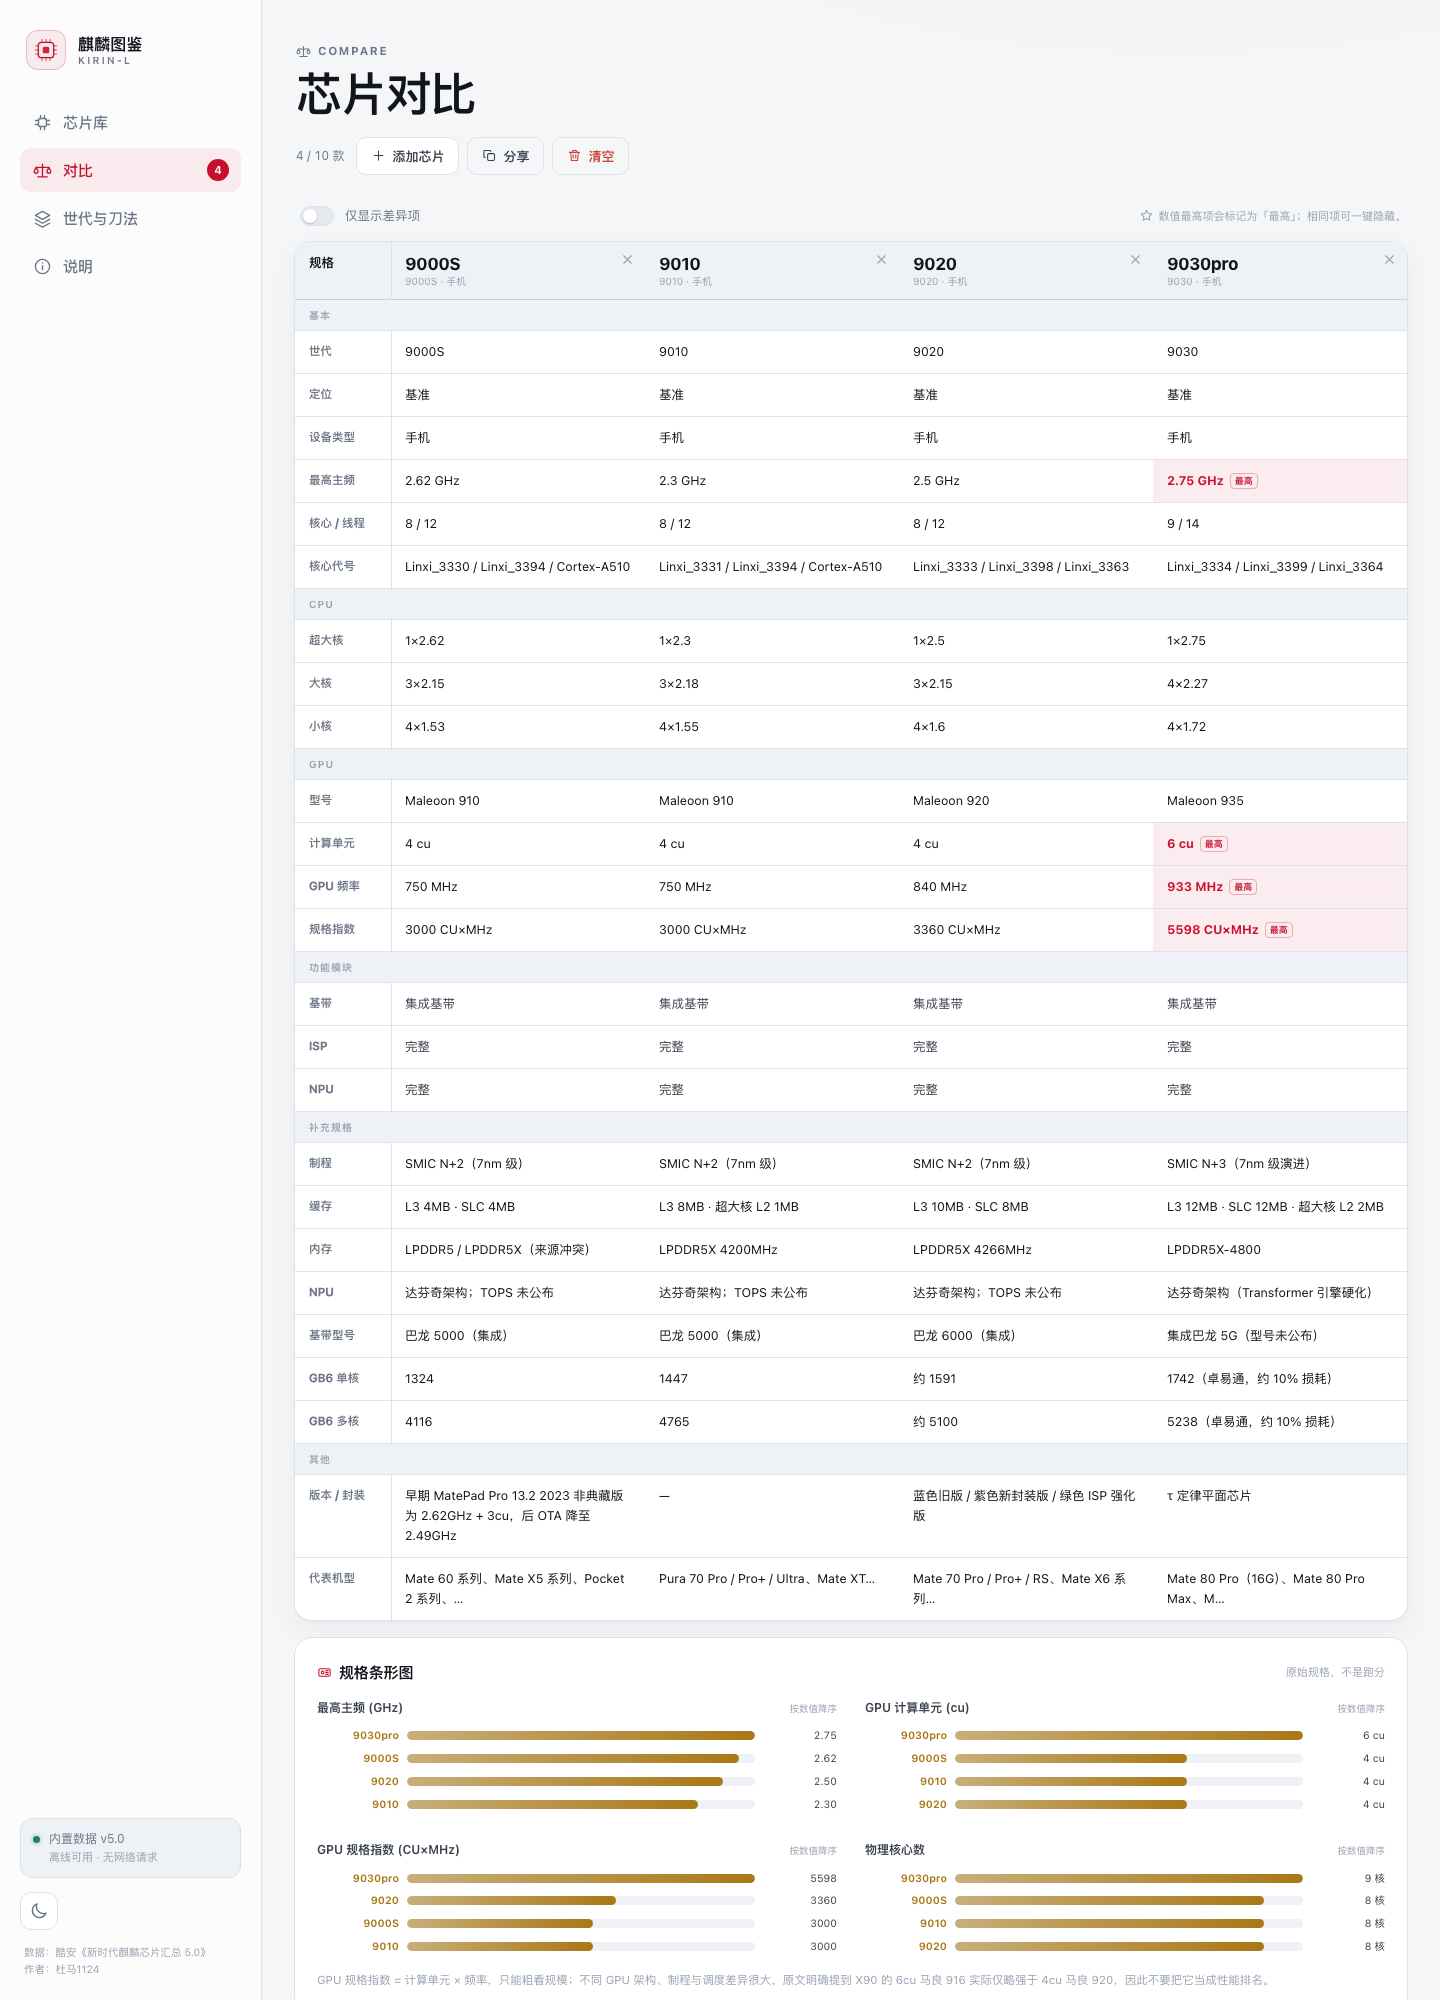 麒麟图鉴
KIRIN-L
芯片库
对比
4
世代与刀法
说明
内置数据 v5.0
离线可用 · 无网络请求
数据：酷安《新时代麒麟芯片汇总 5.0》
作者：杜马1124
COMPARE
芯片对比
4 / 10 款
添加芯片
分享
清空
仅显示差异项
数值最高项会标记为「最高」；相同项可一键隐藏。
规格 9000S 9010 9020 9030pro
9000S · 手机 9010 · 手机 9020 · 手机 9030 · 手机
基本
世代 9000S 9010 9020 9030
定位 基准 基准 基准 基准
设备类型 手机 手机 手机 手机
最高主频 2.62 GHz 2.3 GHz 2.5 GHz 2.75 GHz 最高
核心 / 线程 8 / 12 8 / 12 8 / 12 9 / 14
核心代号 Linxi_3330 / Linxi_3394 / Cortex-A510 Linxi_3331 / Linxi_3394 / Cortex-A510 Linxi_3333 / Linxi_3398 / Linxi_3363 Linxi_3334 / Linxi_3399 / Linxi_3364
CPU
超大核 1×2.62 1×2.3 1×2.5 1×2.75
大核 3×2.15 3×2.18 3×2.15 4×2.27
小核 4×1.53 4×1.55 4×1.6 4×1.72
GPU
型号 Maleoon 910 Maleoon 910 Maleoon 920 Maleoon 935
计算单元 4 cu 4 cu 4 cu 6 cu 最高
GPU 频率 750 MHz 750 MHz 840 MHz 933 MHz 最高
规格指数 3000 CU×MHz 3000 CU×MHz 3360 CU×MHz 5598 CU×MHz 最高
功能模块
基带 集成基带 集成基带 集成基带 集成基带
ISP 完整 完整 完整 完整
NPU 完整 完整 完整 完整
补充规格
制程 SMIC N+2（7nm 级） SMIC N+2（7nm 级） SMIC N+2（7nm 级） SMIC N+3（7nm 级演进）
缓存 L3 4MB · SLC 4MB L3 8MB · 超大核 L2 1MB L3 10MB · SLC 8MB L3 12MB · SLC 12MB · 超大核 L2 2MB
内存 LPDDR5 / LPDDR5X（来源冲突） LPDDR5X 4200MHz LPDDR5X 4266MHz LPDDR5X-4800
NPU 达芬奇架构；TOPS 未公布 达芬奇架构；TOPS 未公布 达芬奇架构；TOPS 未公布 达芬奇架构（Transformer 引擎硬化）
基带型号 巴龙 5000（集成） 巴龙 5000（集成） 巴龙 6000（集成） 集成巴龙 5G（型号未公布）
GB6 单核 1324 1447 约 1591 1742（卓易通，约 10% 损耗）
GB6 多核 4116 4765 约 5100 5238（卓易通，约 10% 损耗）
其他
版本 / 封装 早期 MatePad Pro 13.2 2023 非典藏版 — 蓝色旧版 / 紫色新封装版 / 绿色 ISP 强化 τ 定律平面芯片
为 2.62GHz + 3cu，后 OTA 降至 版
2.49GHz
代表机型 Mate 60 系列、Mate X5 系列、Pocket Pura 70 Pro / Pro+ / Ultra、Mate XT... Mate 70 Pro / Pro+ / RS、Mate X6 系 Mate 80 Pro（16G）、Mate 80 Pro
2 系列、... 列... Max、M...
规格条形图
原始规格，不是跑分
最高主频 (GHz) 按数值降序
9030pro 2.75
9000S 2.62
9020 2.50
9010 2.30
GPU 计算单元 (cu) 按数值降序
9030pro 6 cu
9000S 4 cu
9010 4 cu
9020 4 cu
GPU 规格指数 (CU×MHz) 按数值降序
9030pro 5598
9020 3360
9000S 3000
9010 3000
物理核心数 按数值降序
9030pro 9 核
9000S 8 核
9010 8 核
9020 8 核
GPU 规格指数 = 计算单元 × 频率，只能粗看规模；不同 GPU 架构、制程与调度差异很大，原文明确提到 X90 的 6cu 马良 916 实际仅略强于 4cu 马良 920，因此不要把它当成性能排名。